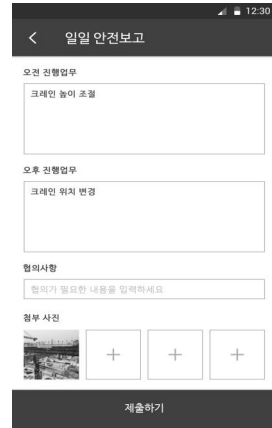 12:30
일일 안전보고
오전 진행업무
크레인 높이 조절
오후 진행업무
크레인 위치 변경
협의사항
협의가 필요한 내용을 입력하세요
첨부 사진
제출하기